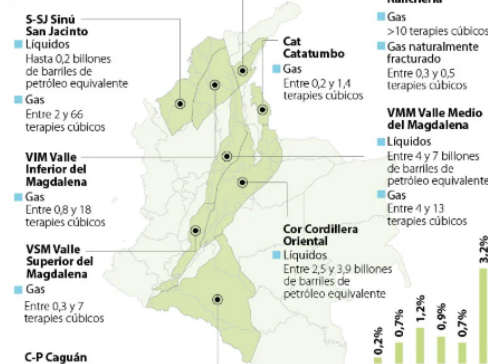 S-SJ Sinú
San Jacinto
Líquidos
Hasta 0,2 billones
de barriles de
petróleo equivalente
Gas
Entre 2 y 66
terapies cúbicos
VIM Valle
Inferior del
Magdalena
Gas
Entre 0,8 y 18
terapies cúbicos
VSM Valle
Superior del
Magdalena
Gas
Entre 0,3 y 7
terapies cúbicos
C-P Caguán
Cat
Catatumbo
Gas
Entre 0,2 y 1,4
terapies cúbicos
Cor Cordillera
Oriental
Líquidos
Entre 2,5 y 3,9 billones
de barriles de
petróleo equivalente
Ranchería
Gas
>10 terapies cúbicos
Gas naturalmente
fracturado
Entre 0,3 y 0,5
terapies cúbicos
VMM Valle Medio
del Magdalena
Líquidos
Entre 4 y 7 billones
de barriles de
petróleo equivalente
Gas
Entre 4 y 13
terapies cúbicos
0,2%
0,7%
1,2%
0,9%
0,7%
3,2%